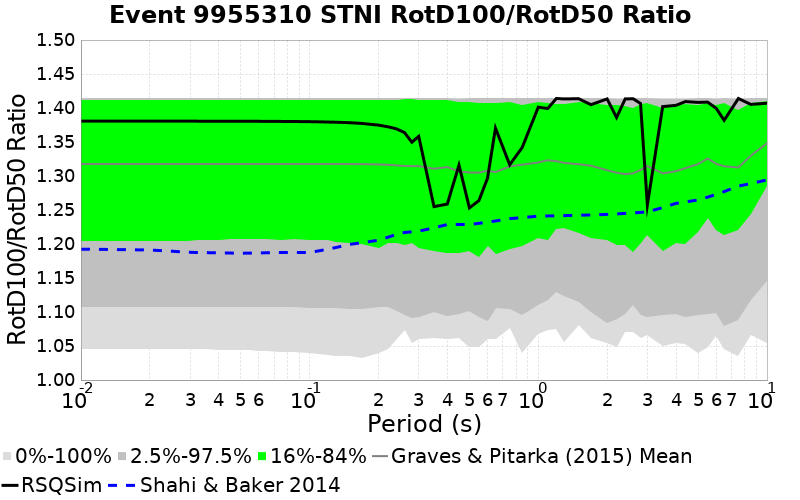 Event 9955310 STNI RotD100/RotD50 Ratio
RotD100/RotD50 Ratio
1.50
1.45
1.40
1.35
1.30
1.25
1.20
1.15
1.10
1.05
1.00
10-2 2 3 4 5 6 10-1 2 3 4 5 6 7 100 2 3 4 5 6 7 101
Period (s)
0%-100% 2.5%-97.5% 16%-84% Graves & Pitarka (2015) Mean
RSQSim Shahi & Baker 2014